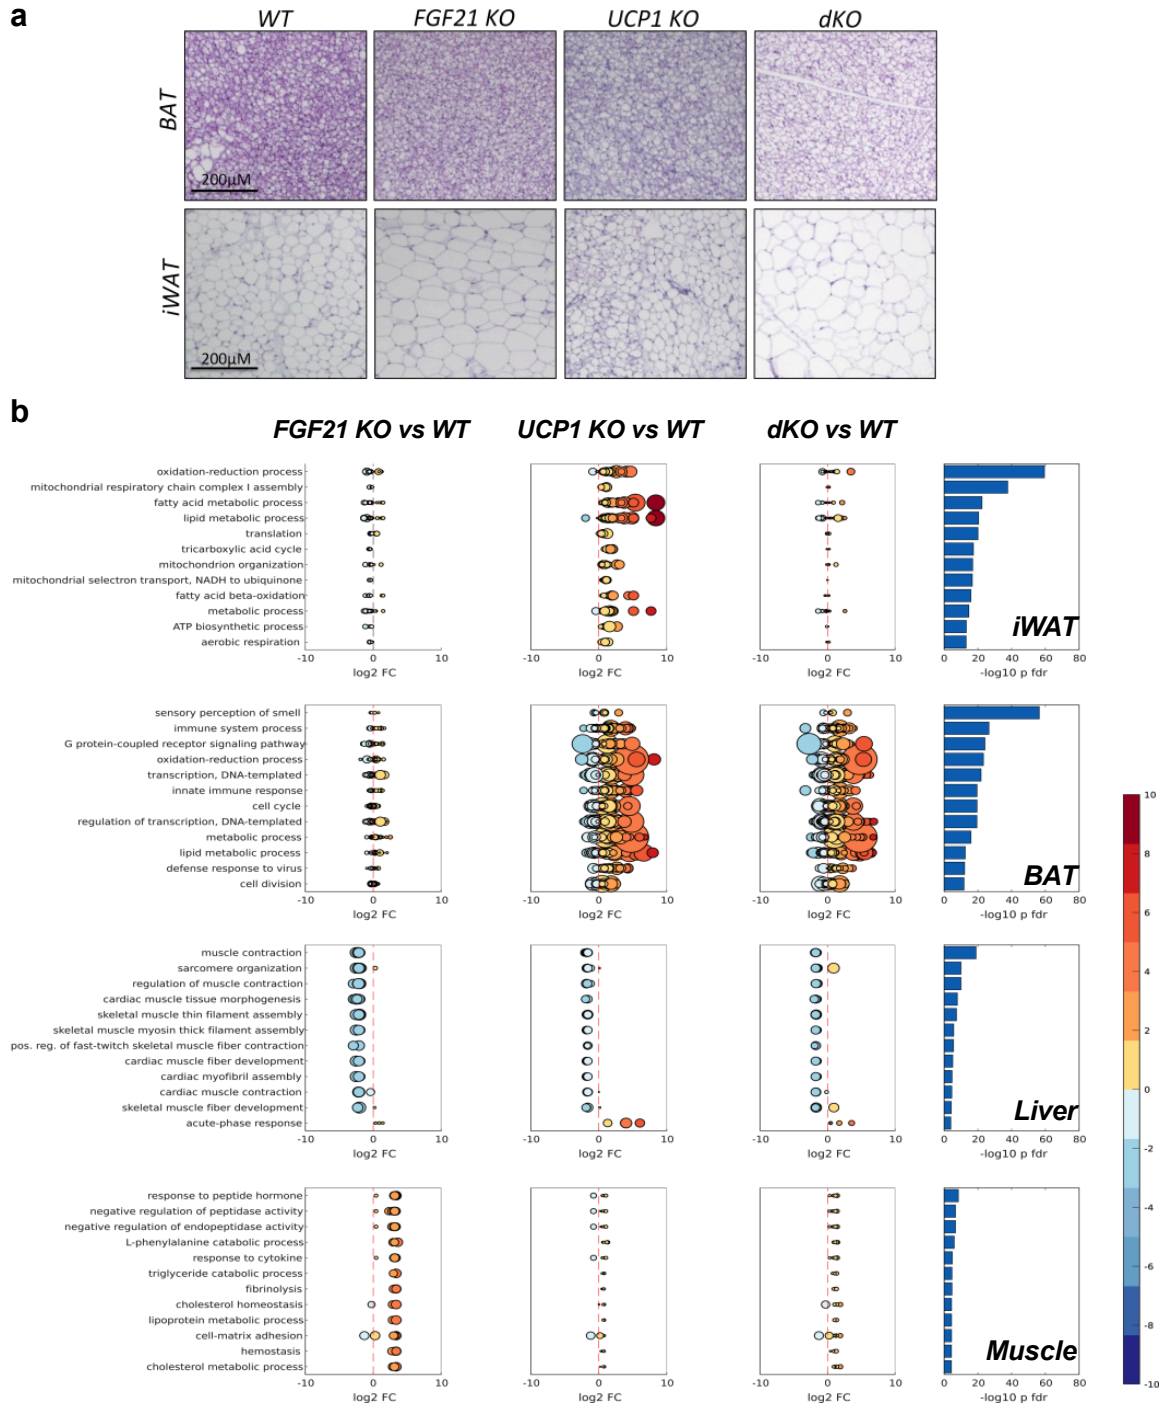 a
WT FGF21 KO UCP1 KO dKO
BAT
200μM
iWAT
200μM
b
FGF21 KO vs WT UCP1 KO vs WT dKO vs WT
oxidation-reduction process
mitochondrial respiratory chain complex I assembly
fatty acid metabolic process
lipid metabolic process
translation
tricarboxylic acid cycle
mitochondrion organization
mitochondrial selectron transport, NADH to ubiquinone
fatty acid beta-oxidation
metabolic process
ATP biosynthetic process
aerobic respiration
iWAT
-10 0 10 -10 0 10 -10 0 10 0 20 40 60 80
log2 FC log2 FC log2 FC -log10 p fdr
sensory perception of smell
immune system process
G protein-coupled receptor signaling pathway
oxidation-reduction process
transcription, DNA-templated
innate immune response
cell cycle
regulation of transcription, DNA-templated
metabolic process
lipid metabolic process
defense response to virus
cell division
BAT
-10 0 10 -10 0 10 -10 0 10 0 20 40 60 80
log2 FC log2 FC log2 FC -log10 p fdr
muscle contraction
sarcomere organization
regulation of muscle contraction
cardiac muscle tissue morphogenesis
skeletal muscle thin filament assembly
skeletal muscle myosin thick filament assembly
pos. reg. of fast-twitch skeletal muscle fiber contraction
cardiac muscle fiber development
cardiac myofibril assembly
cardiac muscle contraction
skeletal muscle fiber development
acute-phase response
Liver
-10 0 10 -10 0 10 -10 0 10 0 20 40 60 80
log2 FC log2 FC log2 FC -log10 p fdr
response to peptide hormone
negative regulation of peptidase activity
negative regulation of endopeptidase activity
L-phenylalanine catabolic process
response to cytokine
triglyceride catabolic process
fibrinolysis
cholesterol homeostasis
lipoprotein metabolic process
cell-matrix adhesion
hemostasis
cholesterol metabolic process
Muscle
-10 0 10 -10 0 10 -10 0 10 0 20 40 60 80
log2 FC log2 FC log2 FC -log10 p fdr
10
8
6
4
2
0
-2
-4
-6
-8
-10